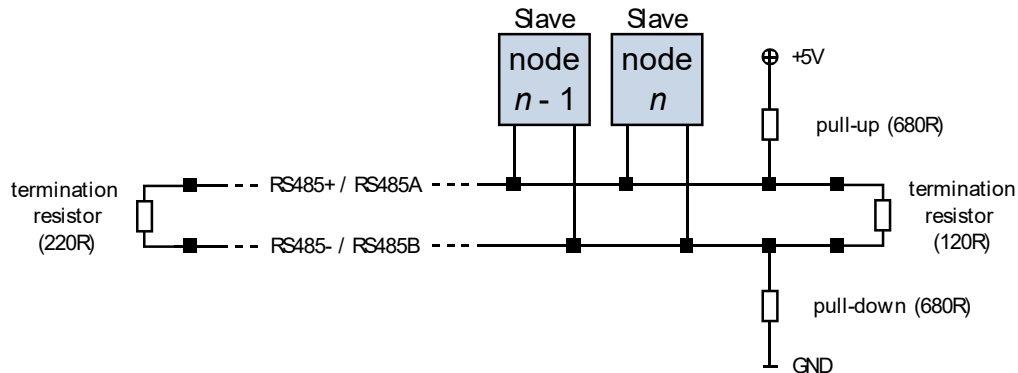 Slave
Slave
node
n - 1
node
n
+5V
pull-up (680R)
termination
resistor
(220R)
RS485+ / RS485A
RS485- / RS485B
termination
resistor
(120R)
pull-down (680R)
GND